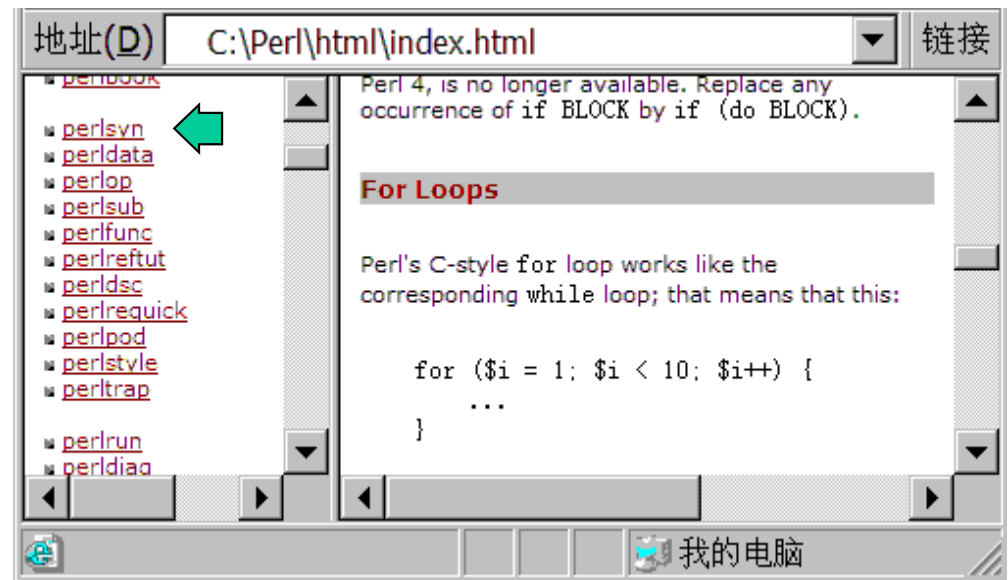 地址(D) C:\Perl\html\index.html 链接
perlbook
perlsyn
perldata
perlop
perlsub
perlfunc
perlreftut
perldsc
perlrequick
perlpod
perlstyle
perltrap
perlrun
perldiag
Perl 4, is no longer available. Replace any
occurrence of if BLOCK by if (do BLOCK).
For Loops
Perl's C-style for loop works like the
corresponding while loop; that means that this:
for ($i = 1; $i < 10; $i++) {
...
}
我的电脑